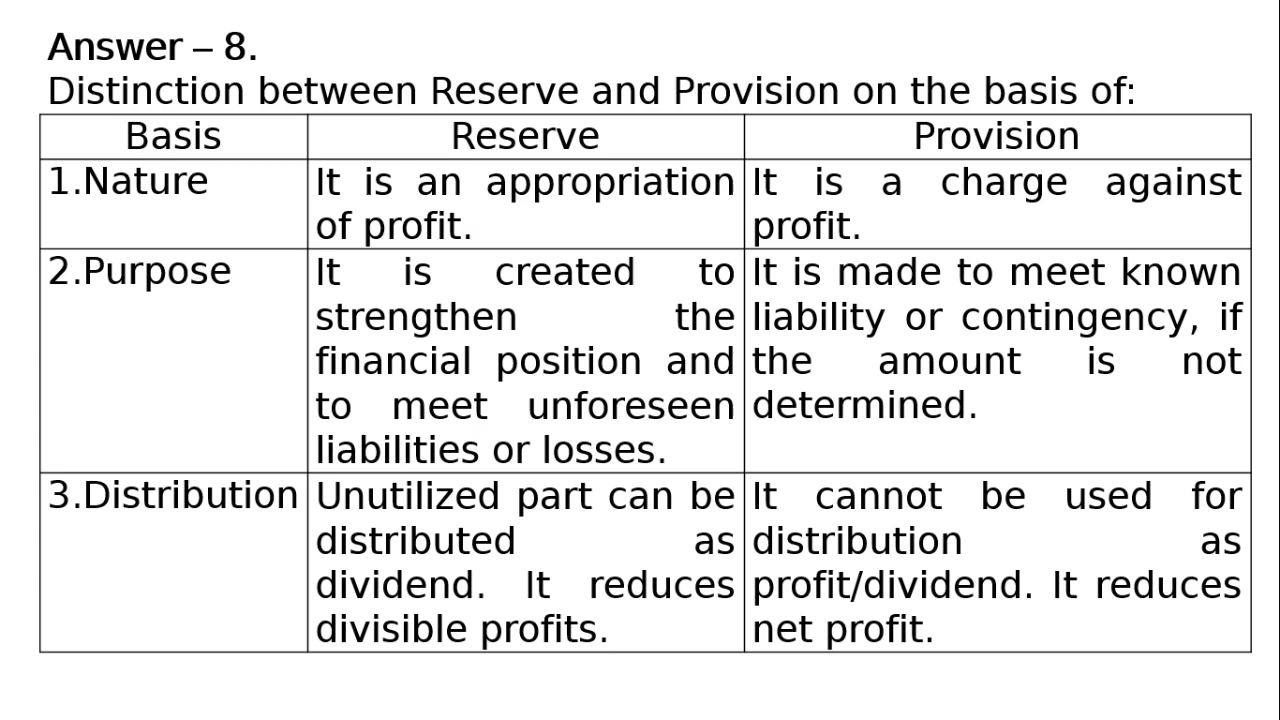 Answer – 8.
Distinction between Reserve and Provision on the basis of:
Basis
Reserve
Provision
1.Nature
It is an appropriation
of profit.
It is a charge against
profit.
2.Purpose
It is created to
strengthen the
financial position and
to meet unforeseen
liabilities or losses.
It is made to meet known
liability or contingency, if
the amount is not
determined.
3.Distribution
Unutilized part can be
distributed as
dividend. It reduces
divisible profits.
It cannot be used for
distribution as
profit/dividend. It reduces
net profit.